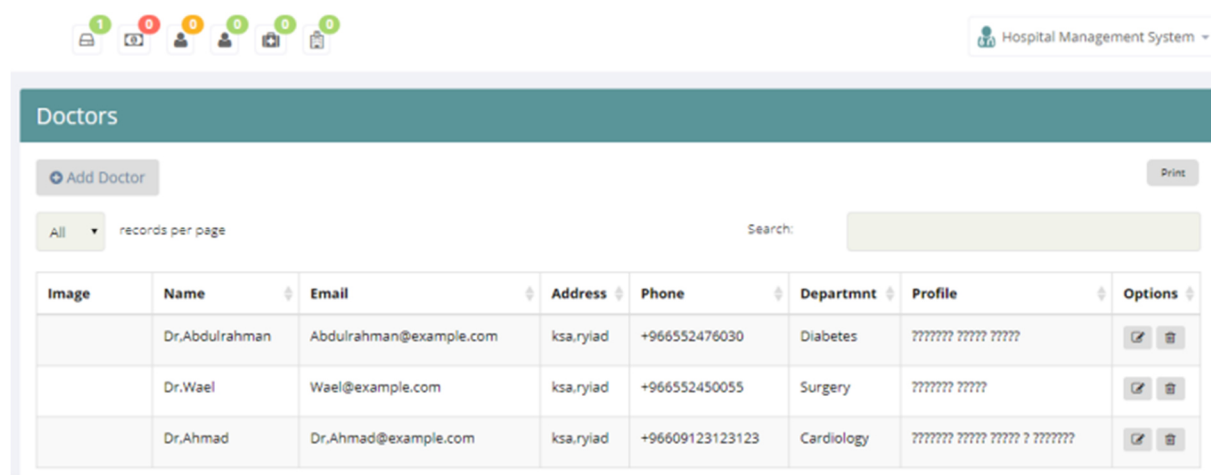 1 0 0 0 0 0
Hospital Management System
Doctors
Add Doctor
Print
All records per page Search:
Image Name Email Address Phone Departmnt Profile Options
Dr,Abdulrahman Abdulrahman@example.com ksa,ryiad +966552476030 Diabetes ??????? ????? ?????
Dr.Wael Wael@example.com ksa,ryiad +966552450055 Surgery ??????? ?????
Dr.Ahmad Dr.Ahmad@example.com ksa,ryiad +96609123123123 Cardiology ??????? ????? ????? ? ???????